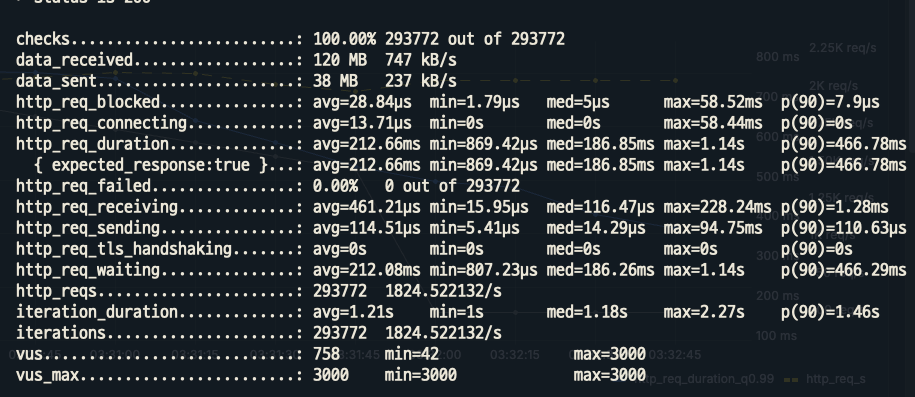 checks.........................: 100.00% 293772 out of 293772
data_received..................: 120 MB 747 kB/s
data_sent......................: 38 MB 237 kB/s
http_req_blocked...............: avg=28.84µs min=1.79µs med=5µs max=58.52ms p(90)=7.9µs
http_req_connecting............: avg=13.71µs min=0s med=0s max=58.44ms p(90)=0s
http_req_duration..............: avg=212.66ms min=869.42µs med=186.85ms max=1.14s p(90)=466.78ms
{ expected_response:true }...: avg=212.66ms min=869.42µs med=186.85ms max=1.14s p(90)=466.78ms
http_req_failed................: 0.00% 0 out of 293772
http_req_receiving.............: avg=461.21µs min=15.95µs med=116.47µs max=228.24ms p(90)=1.28ms
http_req_sending...............: avg=114.51µs min=5.41µs med=14.29µs max=94.75ms p(90)=110.63µs
http_req_tls_handshaking.......: avg=0s min=0s med=0s max=0s p(90)=0s
http_req_waiting...............: avg=212.08ms min=807.23µs med=186.26ms max=1.14s p(90)=466.29ms
http_reqs......................: 293772 1824.522132/s
iteration_duration.............: avg=1.21s min=1s med=1.18s max=2.27s p(90)=1.46s
iterations.....................: 293772 1824.522132/s
vus............................: 758 min=42 max=3000
vus_max........................: 3000 min=3000 max=3000
2.25K req/s
800 ms
2K req/s
500 ms
200 ms
100 ms
03:31:00 03:31:15 03:31:30 03:31:45 03:32:15 03:32:45
http_req_s